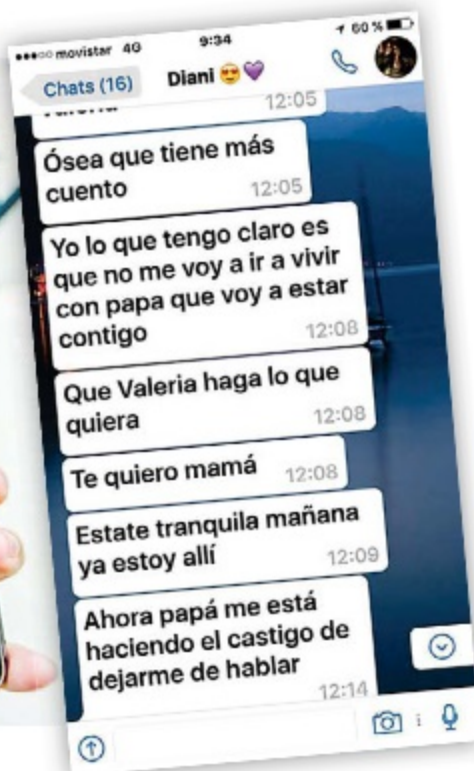 movistar 4G 9:34 60 %
Chats (16) Diani 😍💜
12:05
Ósea que tiene más
cuento 12:05
Yo lo que tengo claro es
que no me voy a ir a vivir
con papa que voy a estar
contigo 12:08
Que Valeria haga lo que
quiera 12:08
Te quiero mamá 12:08
Estate tranquila mañana
ya estoy allí 12:09
Ahora papá me está
haciendo el castigo de
dejarme de hablar
12:14